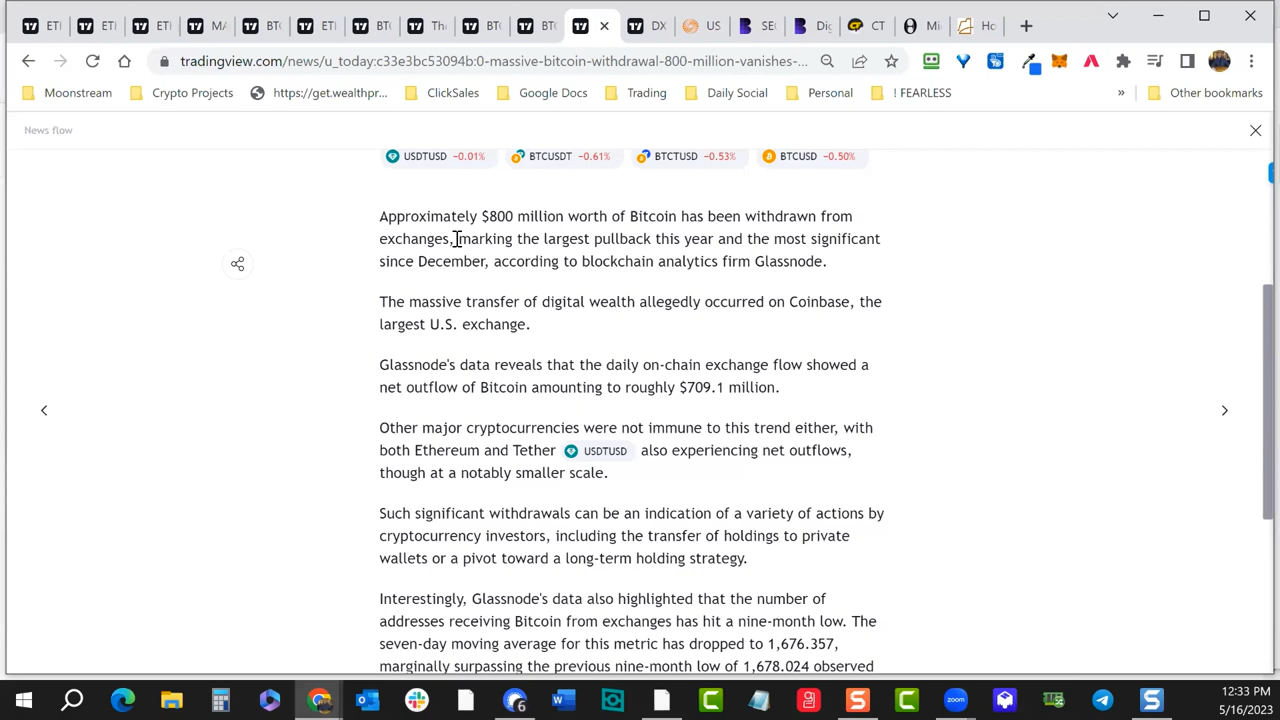 ETI
ETI
MA
BTC
ETI
BTC
The
BTC
BTC
DX
US
SEC
Dig
CT
Mi
Ho
tradingview.com/news/u_today:c33e3bc53094b:0-massive-bitcoin-withdrawal-800-million-vanishes-...
Moonstream
Crypto Projects
https://get.wealthpr...
ClickSales
Google Docs
Trading
Daily Social
Personal
! FEARLESS
»
Other bookmarks
News flow
USDTUSD −0.01%
BTCUSDT −0.61%
BTCTUSD −0.53%
BTCUSD −0.50%
Approximately $800 million worth of Bitcoin has been withdrawn from
exchanges, marking the largest pullback this year and the most significant
since December, according to blockchain analytics firm Glassnode.
The massive transfer of digital wealth allegedly occurred on Coinbase, the
largest U.S. exchange.
Glassnode's data reveals that the daily on-chain exchange flow showed a
net outflow of Bitcoin amounting to roughly $709.1 million.
Other major cryptocurrencies were not immune to this trend either, with
both Ethereum and Tether USDTUSD also experiencing net outflows,
though at a notably smaller scale.
Such significant withdrawals can be an indication of a variety of actions by
cryptocurrency investors, including the transfer of holdings to private
wallets or a pivot toward a long-term holding strategy.
Interestingly, Glassnode's data also highlighted that the number of
addresses receiving Bitcoin from exchanges has hit a nine-month low. The
seven-day moving average for this metric has dropped to 1,676.357,
marginally surpassing the previous nine-month low of 1,678.024 observed
6
12:33 PM
5/16/2023